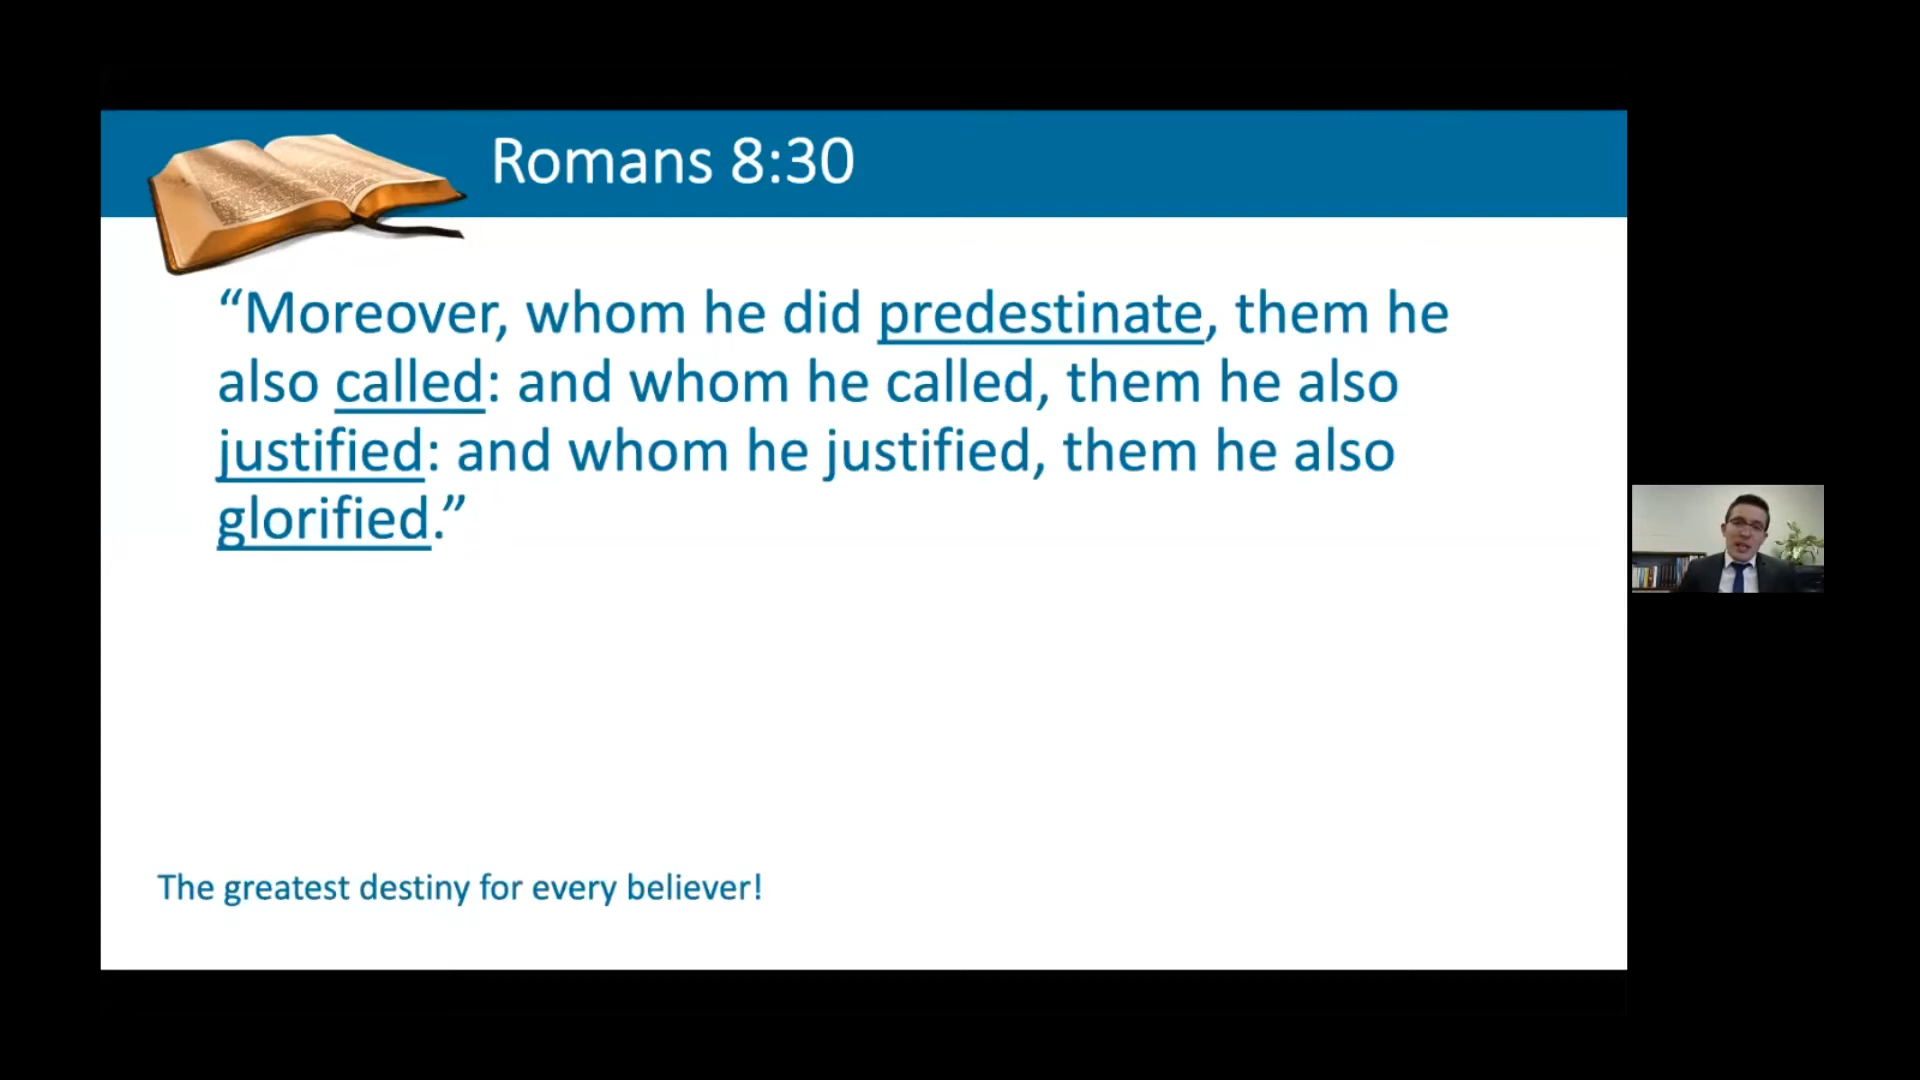 Romans 8:30
“Moreover, whom he did predestinate, them he
also called: and whom he called, them he also
justified: and whom he justified, them he also
glorified.”
The greatest destiny for every believer!